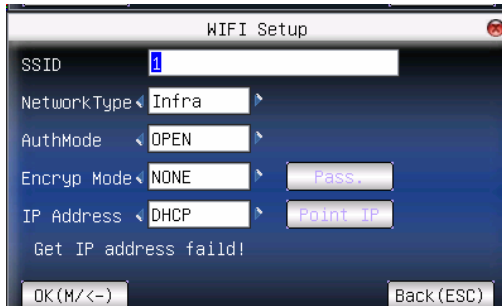 WIFI Setup
SSID 1
NetworkType Infra
AuthMode OPEN
Encryp Mode NONE Pass.
IP Address DHCP Point IP
Get IP address faild!
OK(M/<-) Back(ESC)